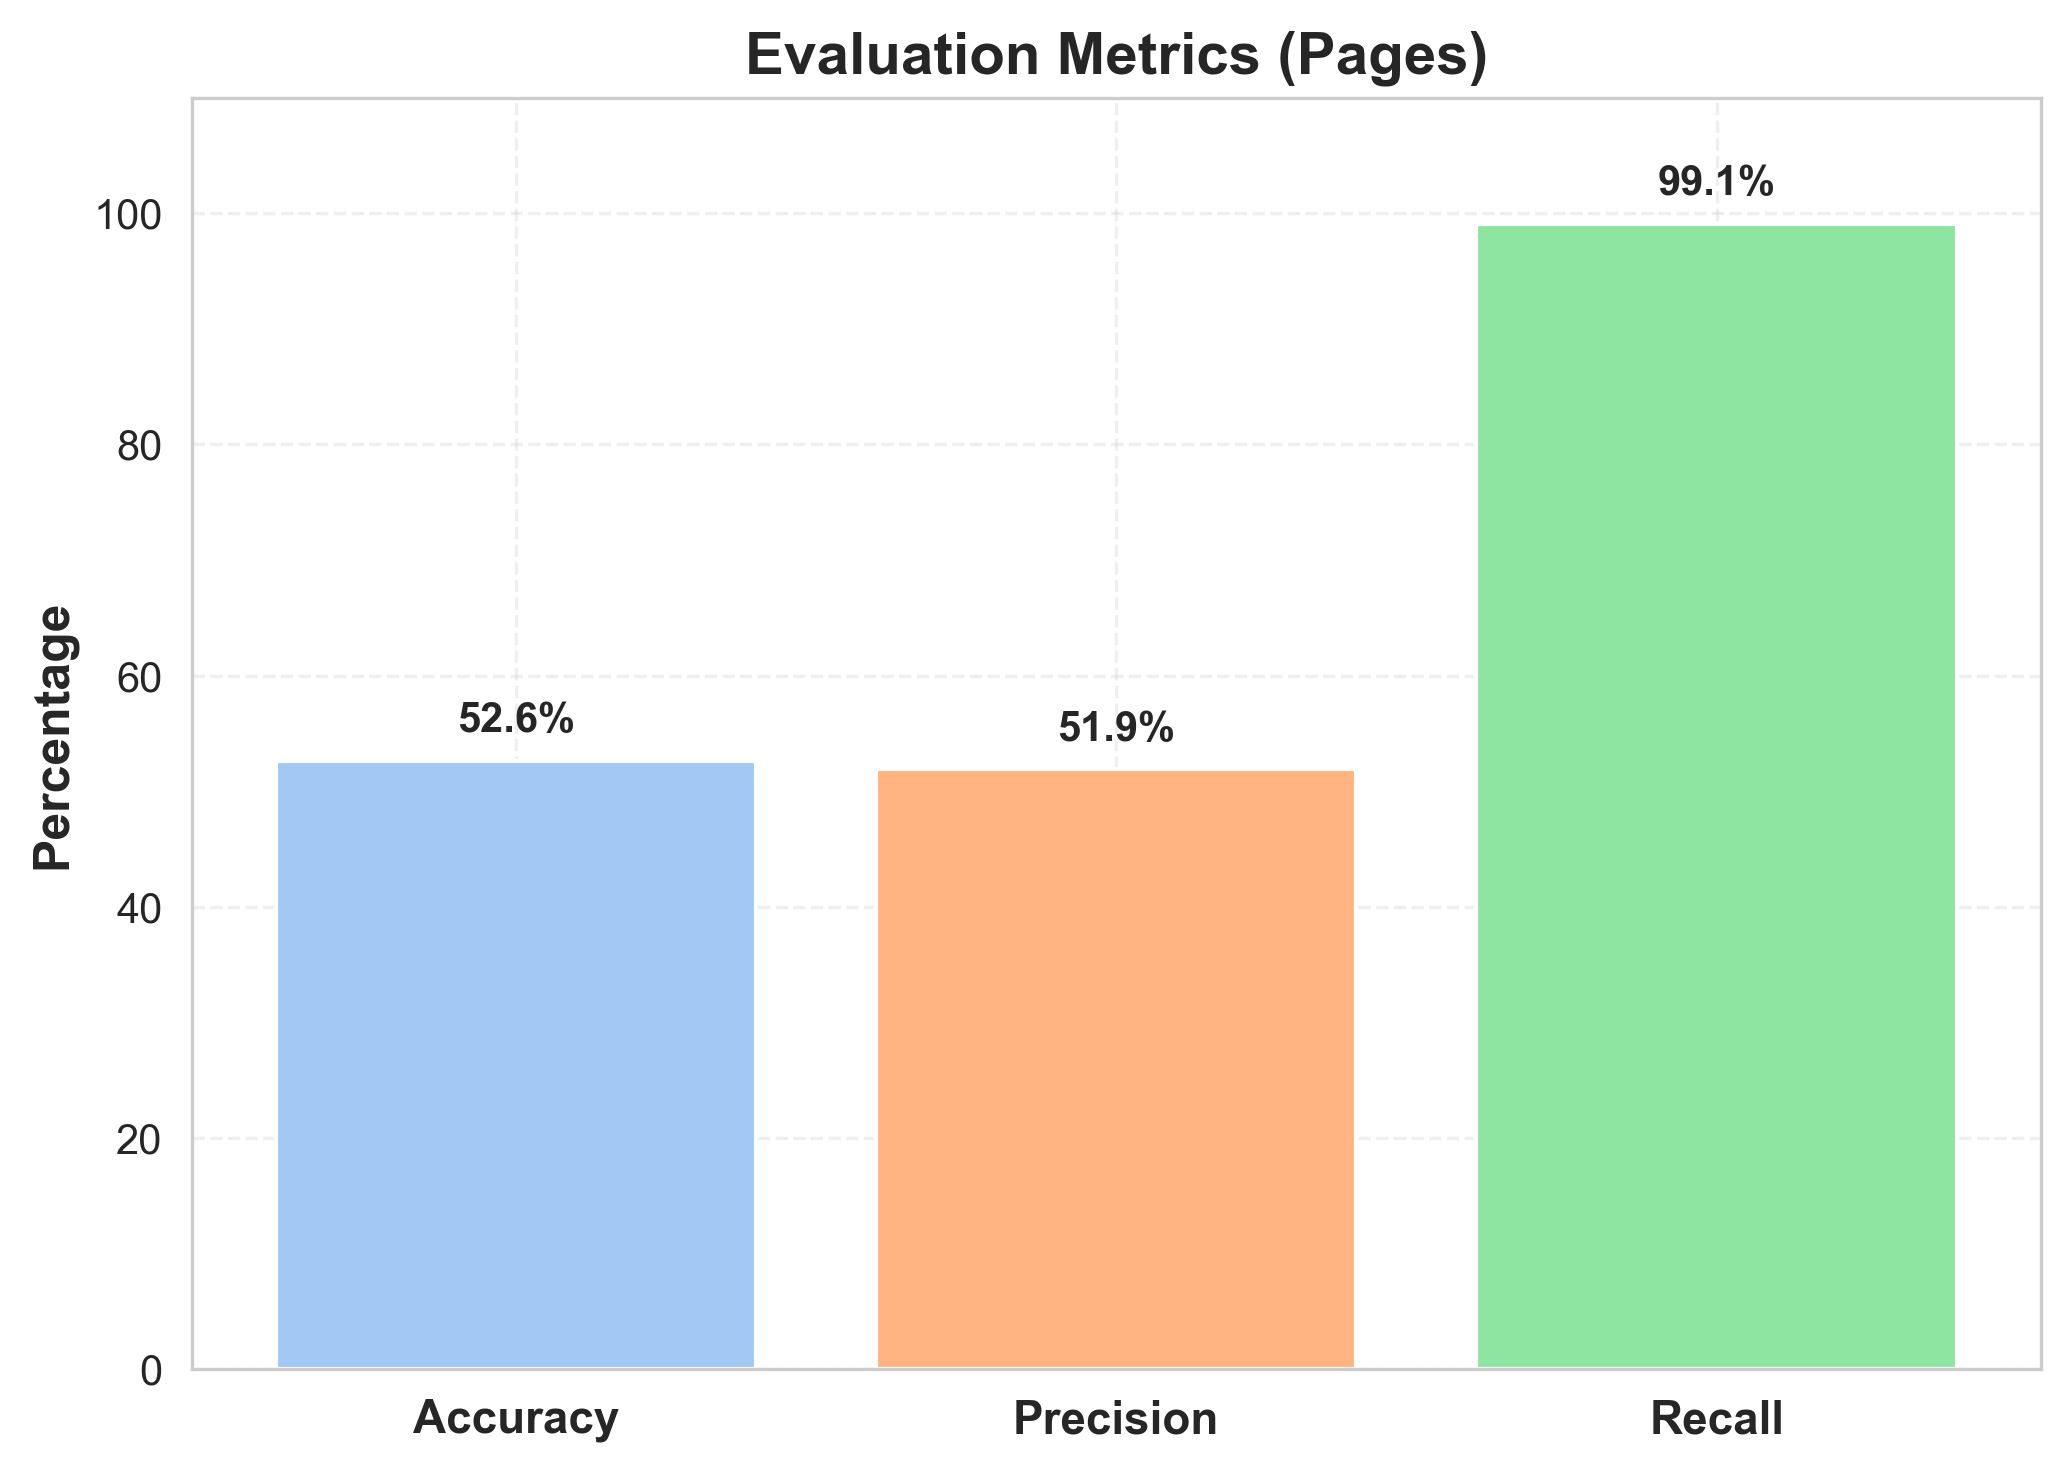 Evaluation Metrics (Pages)
Percentage
100
80
60
40
20
0
52.6%
51.9%
99.1%
Accuracy
Precision
Recall